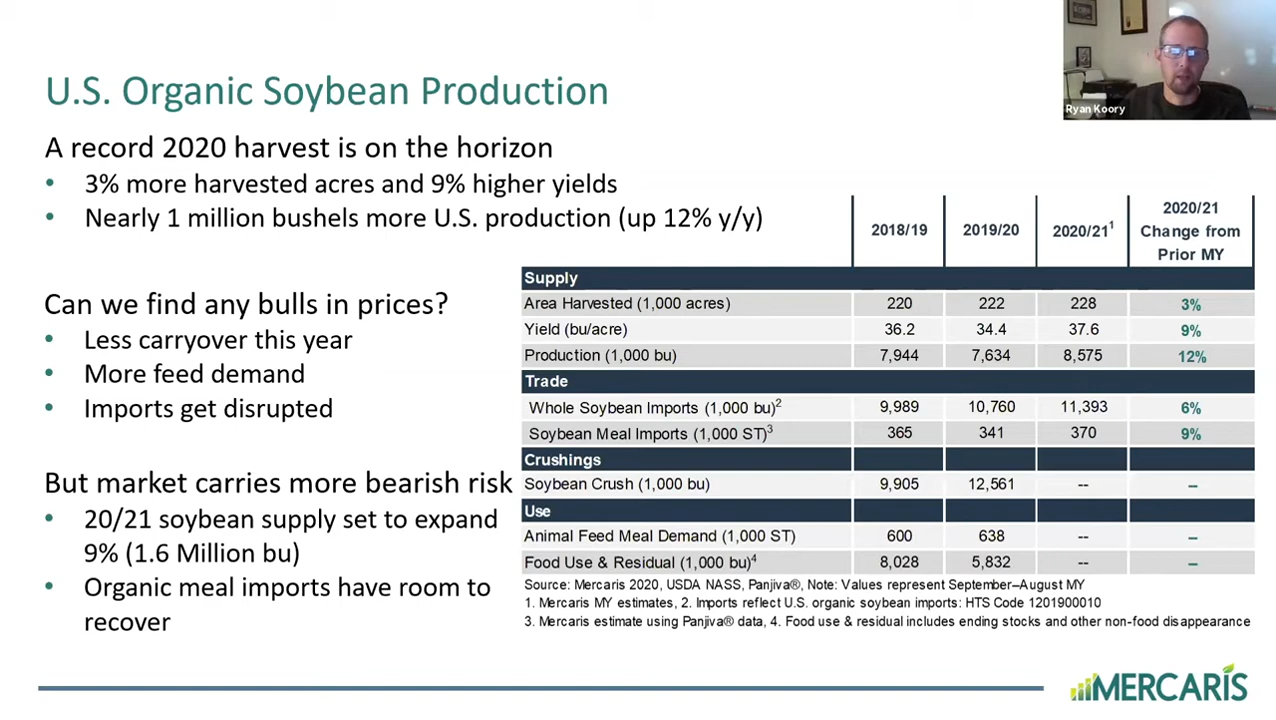 Ryan Koory
U.S. Organic Soybean Production
A record 2020 harvest is on the horizon
• 3% more harvested acres and 9% higher yields
• Nearly 1 million bushels more U.S. production (up 12% y/y)
Can we find any bulls in prices?
• Less carryover this year
• More feed demand
• Imports get disrupted
But market carries more bearish risk
• 20/21 soybean supply set to expand
9% (1.6 Million bu)
• Organic meal imports have room to
recover
2018/19 2019/20 2020/21¹ 2020/21
Change from
Prior MY
Supply
Area Harvested (1,000 acres) 220 222 228 3%
Yield (bu/acre) 36.2 34.4 37.6 9%
Production (1,000 bu) 7,944 7,634 8,575 12%
Trade
Whole Soybean Imports (1,000 bu)² 9,989 10,760 11,393 6%
Soybean Meal Imports (1,000 ST)³ 365 341 370 9%
Crushings
Soybean Crush (1,000 bu) 9,905 12,561 -- –
Use
Animal Feed Meal Demand (1,000 ST) 600 638 -- –
Food Use & Residual (1,000 bu)⁴ 8,028 5,832 -- –
Source: Mercaris 2020, USDA NASS, Panjiva®, Note: Values represent September–August MY
1. Mercaris MY estimates, 2. Imports reflect U.S. organic soybean imports: HTS Code 1201900010
3. Mercaris estimate using Panjiva® data, 4. Food use & residual includes ending stocks and other non-food disappearance
MERCARIS